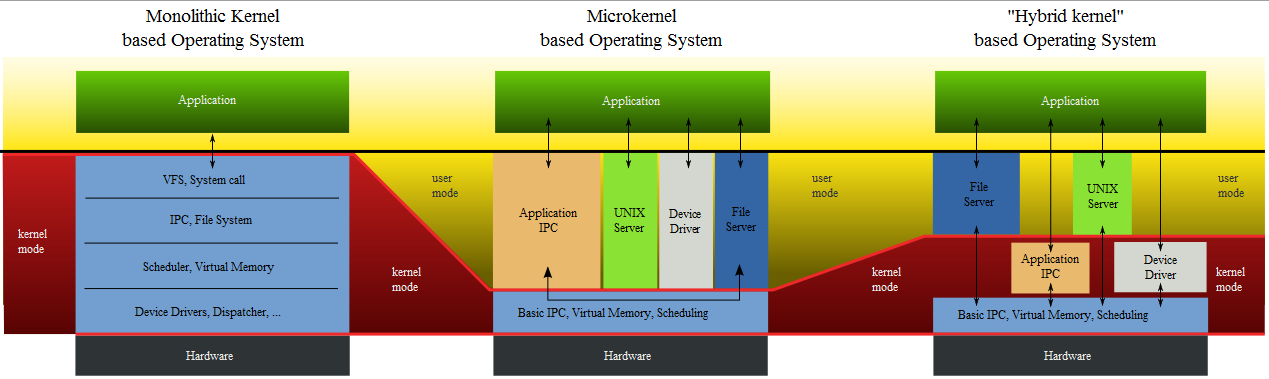 Monolithic Kernel
based Operating System
Microkernel
based Operating System
"Hybrid kernel"
based Operating System
Application
Application
Application
VFS, System call
IPC, File System
Scheduler, Virtual Memory
Device Drivers, Dispatcher, ...
Hardware
kernel
mode
user
mode
kernel
mode
Application
IPC
UNIX
Server
Device
Driver
File
Server
Basic IPC, Virtual Memory, Scheduling
Hardware
user
mode
kernel
mode
File
Server
UNIX
Server
Application
IPC
Device
Driver
Basic IPC, Virtual Memory, Scheduling
Hardware
user
mode
kernel
mode